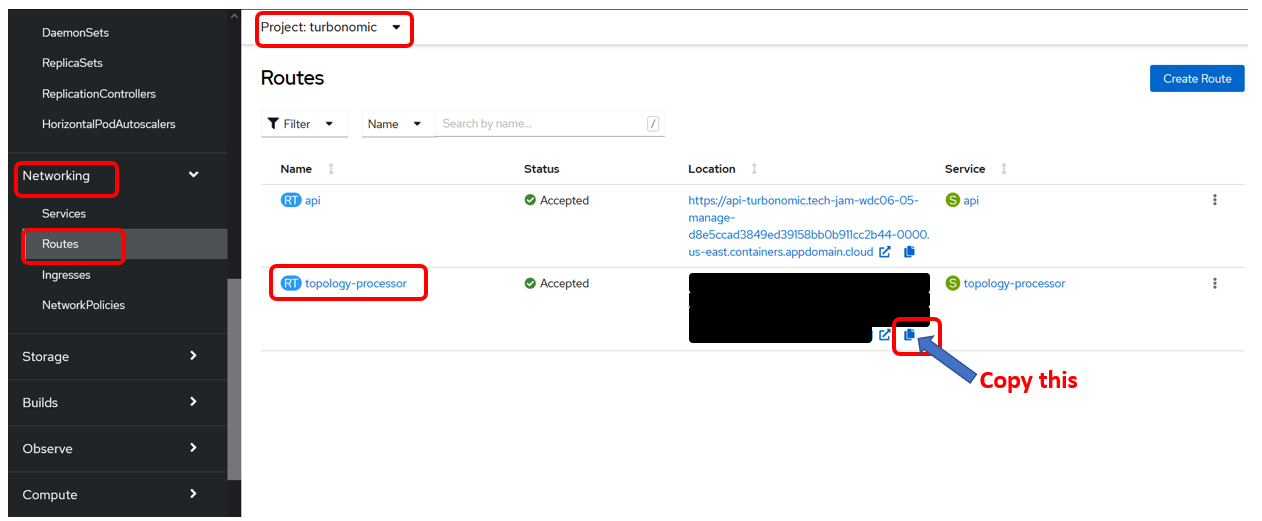 DaemonSets
ReplicaSets
ReplicationControllers
HorizontalPodAutoscalers
Networking
Services
Routes
Ingresses
NetworkPolicies
Storage
Builds
Observe
Compute
Project: turbonomic
Routes
Create Route
Filter
Name
Search by name...
/
Name
Status
Location
Service
RT api
Accepted
https://api-turbonomic.tech-jam-wdc06-05-
manage-
d8e5ccad3849ed39158bb0b911cc2b44-0000.
us-east.containers.appdomain.cloud
S api
RT topology-processor
Accepted
S topology-processor
Copy this